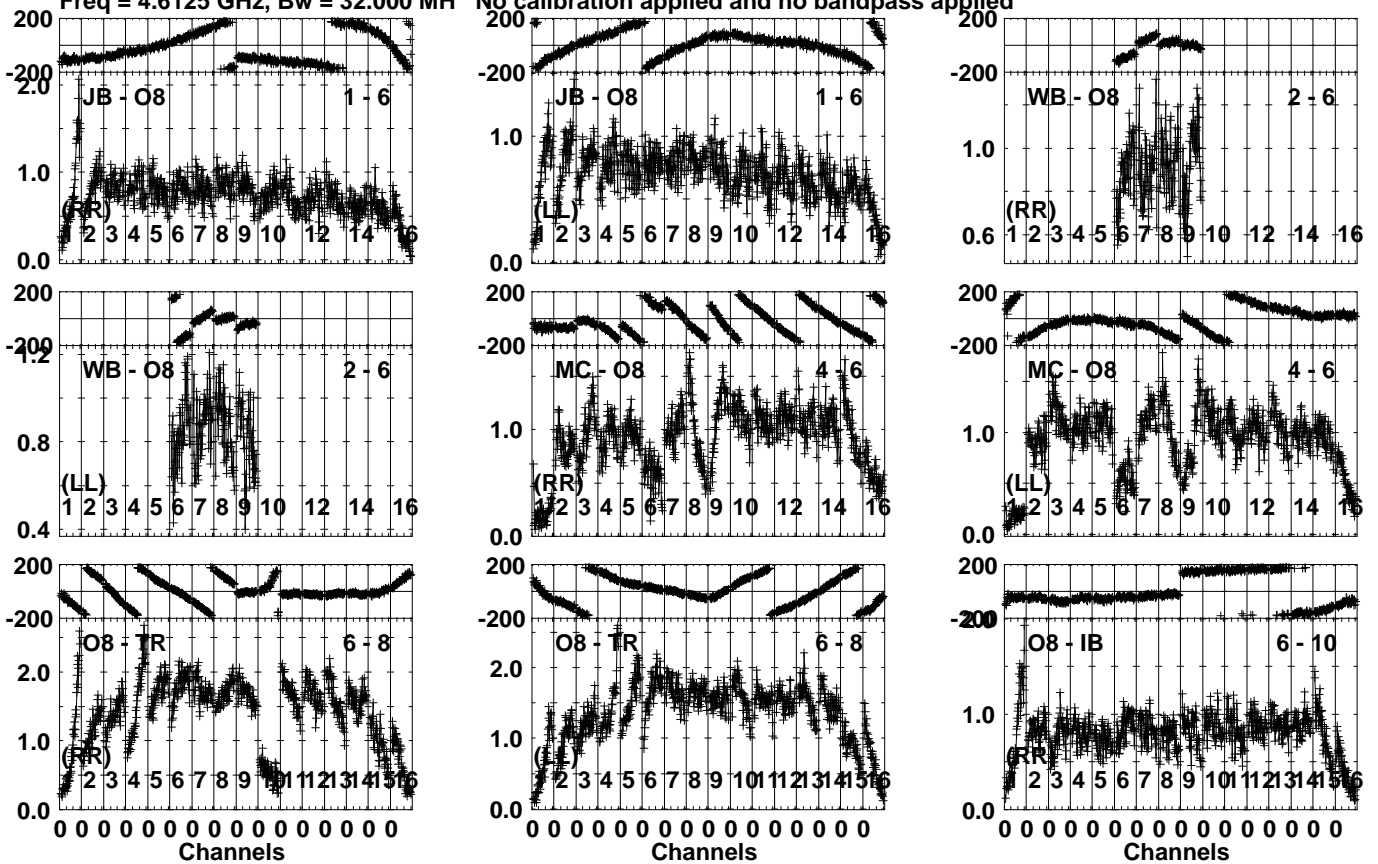 Freq = 4.6125 GHz, Bw = 32.000 MH No calibration applied and no bandpass applied
200 200 200
-200 -200 -200
2.0 JB - O8 1 - 6 JB - O8 1 - 6 WB - O8 2 - 6
1.0 1.0 1.0
(RR) (LL) (RR)
2 3 4 5 6 7 8 9 10 12 14 16 1 2 3 4 5 6 7 8 9 10 12 14 16 0.6 1 2 3 4 5 6 7 8 9 10 12 14 16
0.0 0.0
200 200 200
-200 -200 -200
1.2 WB - O8 2 - 6 MC - O8 4 - 6 MC - O8 4 - 6
0.8 1.0 1.0
(LL) (RR) (LL)
1 2 3 4 5 6 7 8 9 10 12 14 16 1 2 3 4 5 6 7 8 9 10 12 14 16 2 3 4 5 6 7 8 9 10 12 14 16
0.4 0.0 0.0
200 200 200
-200 -200 -200
2.0
O8 - TR 6 - 8 O8 - TR 6 - 8 O8 - IB 6 - 10
2.0 2.0
1.0 1.0 1.0
(RR) (LL) (RR)
2 3 4 5 6 7 8 9 10 11 12 13 14 15 16 2 3 4 5 6 7 8 9 10 11 12 13 14 15 16 2 3 4 5 6 7 8 9 10 11 12 13 14 15 16
0.0 0.0 0.0
0 0 0 0 0 0 0 0 0 0 0 0 0 0 0 0 0 0 0 0 0 0 0 0 0 0 0 0 0 0 0 0 0 0 0 0 0 0 0 0 0 0 0 0 0 0 0 0
Channels Channels Channels